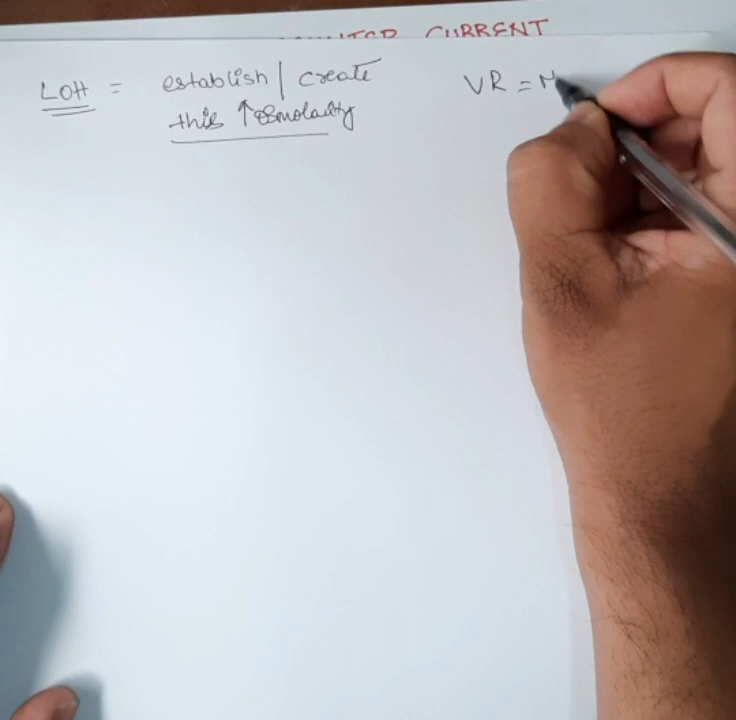 CURRENT
LOH = establish / create
this ↑ osmolality
VR = M